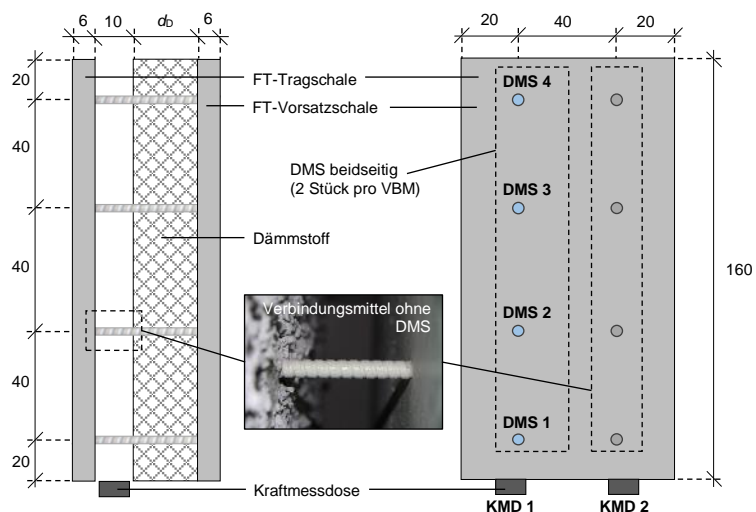 6 10 dD 6
20
40
40
40
20
FT-Tragschale
FT-Vorsatzschale
DMS beidseitig
(2 Stück pro VBM)
Dämmstoff
Verbindungsmittel ohne
DMS
Kraftmessdose
20 40 20
DMS 4
DMS 3
DMS 2
DMS 1
160
KMD 1 KMD 2